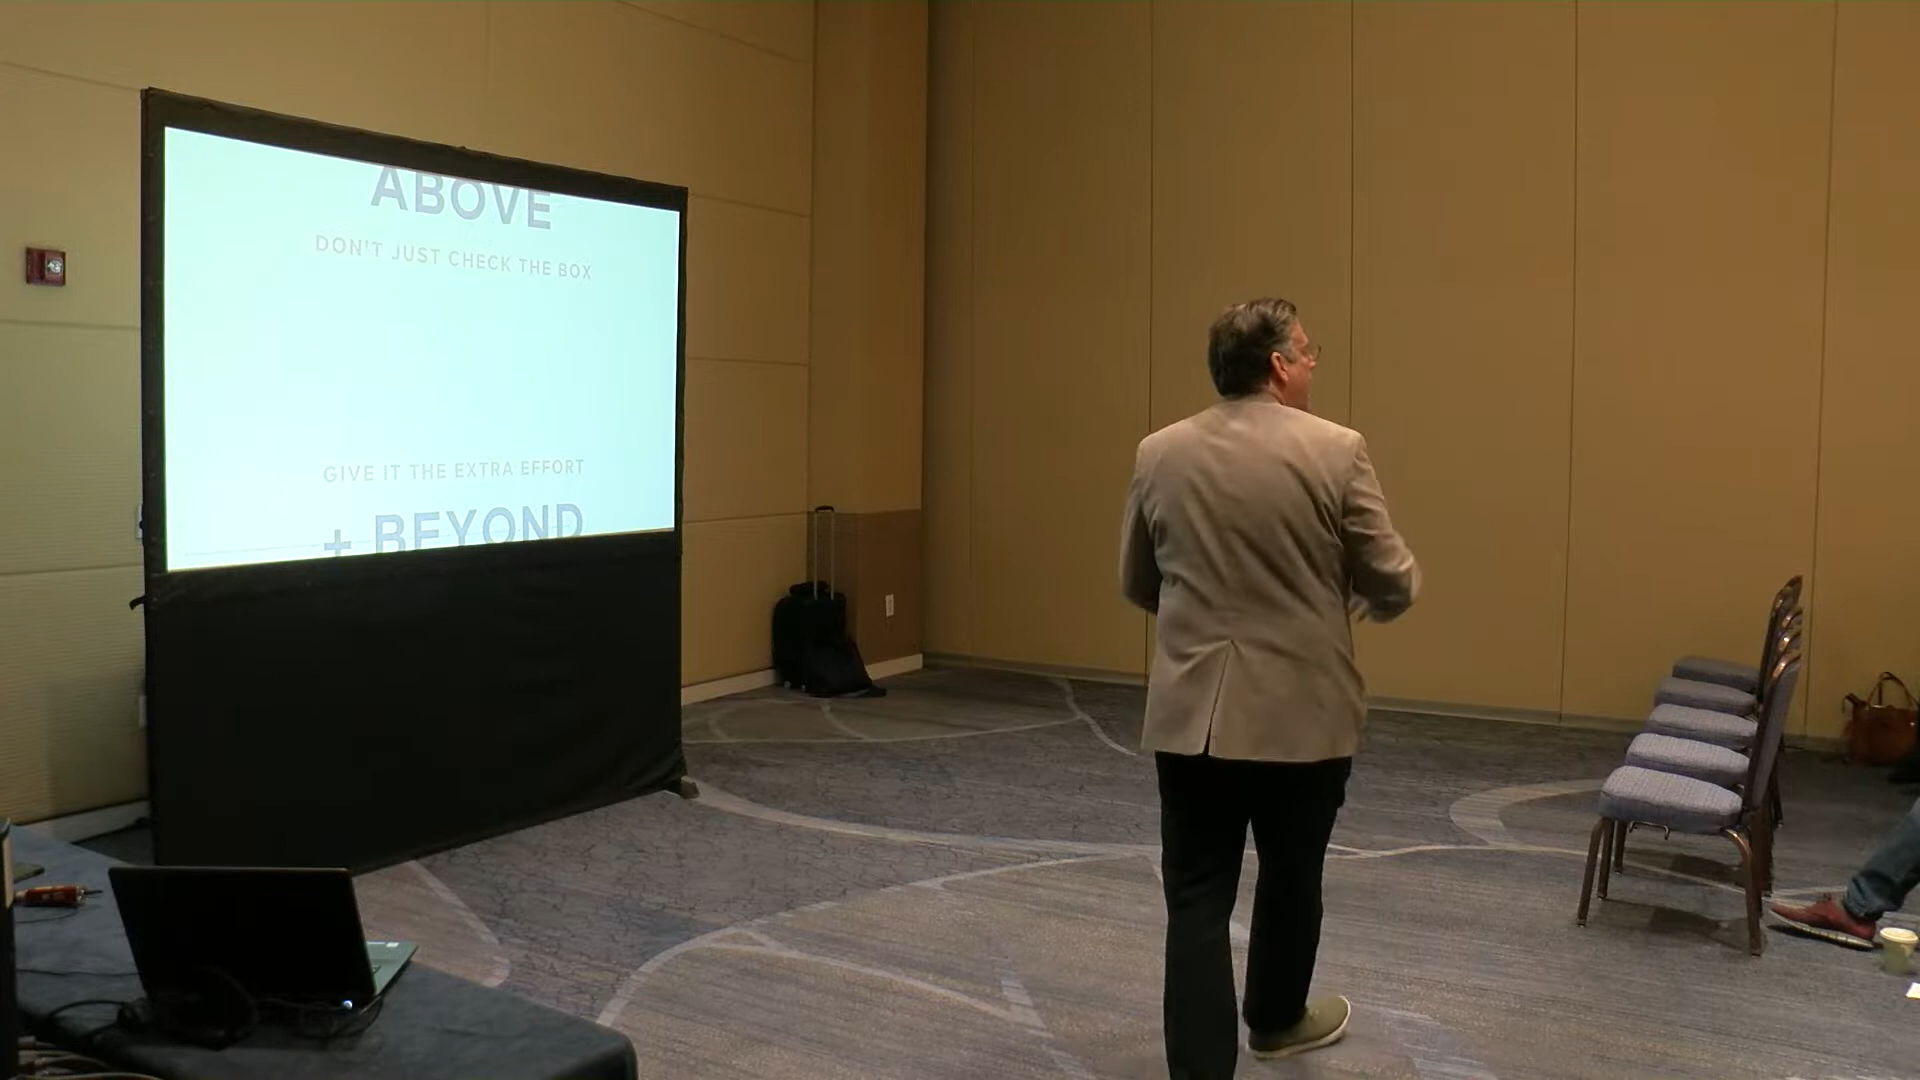 ABOVE
DON'T JUST CHECK THE BOX
GIVE IT THE EXTRA EFFORT
+ BEYOND